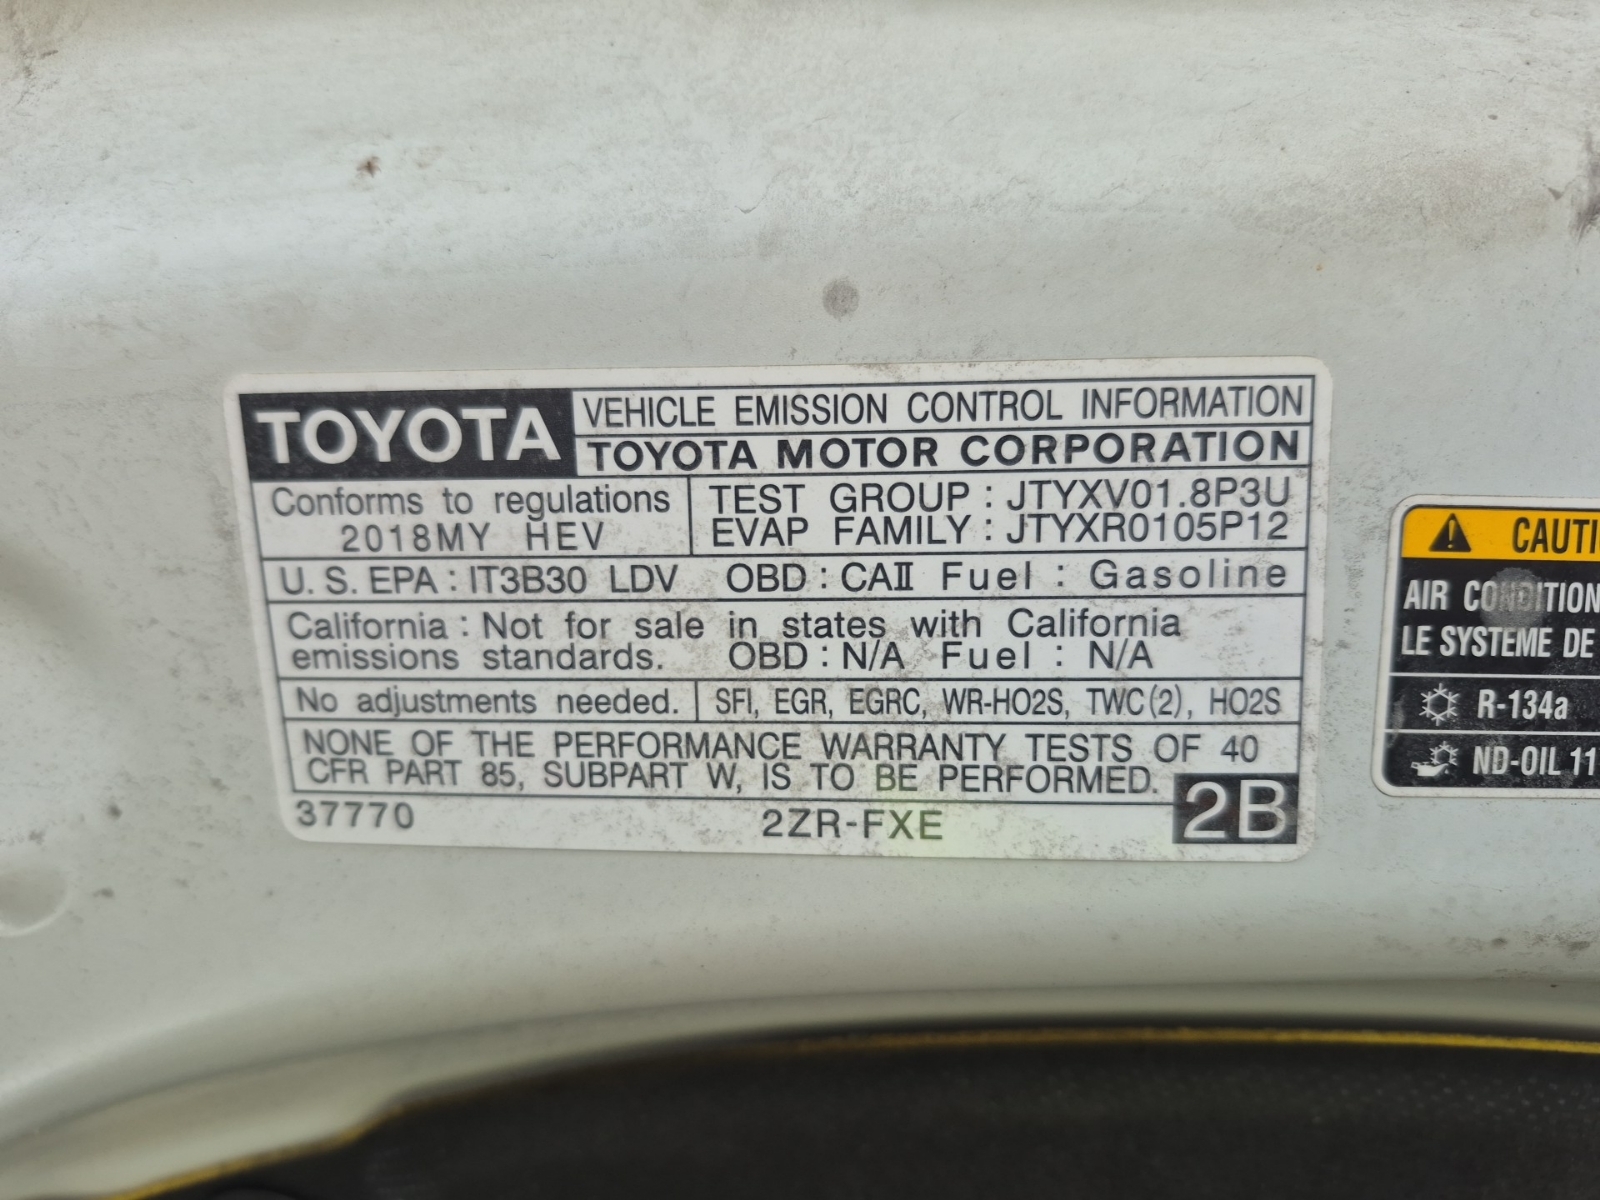 TOYOTA VEHICLE EMISSION CONTROL INFORMATION
TOYOTA MOTOR CORPORATION
Conforms to regulations
2018MY HEV
TEST GROUP : JTYXV01.8P3U
EVAP FAMILY : JTYXR0105P12
U. S. EPA : IT3B30 LDV OBD : CAⅡ Fuel : Gasoline
California : Not for sale in states with California
emissions standards. OBD : N/A Fuel : N/A
No adjustments needed. SFI, EGR, EGRC, WR-HO2S, TWC(2), HO2S
NONE OF THE PERFORMANCE WARRANTY TESTS OF 40
CFR PART 85, SUBPART W, IS TO BE PERFORMED.
37770 2ZR-FXE 2B
CAUTI
AIR CONDITION
LE SYSTEME DE
R-134a
ND-OIL 11